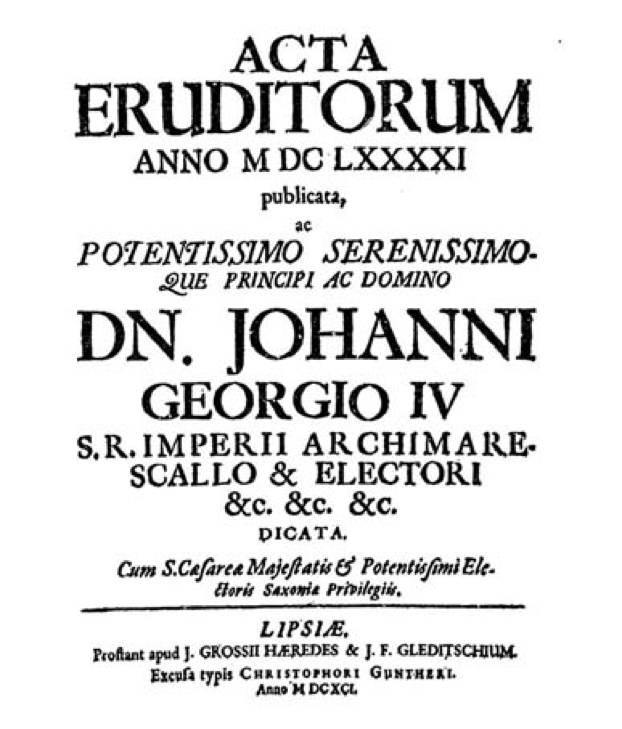 ACTA
ERUDITORUM
ANNO M DC LXXXXI
publicata,
ac
POTENTISSIMO SERENISSIMO-
QUE PRINCIPI AC DOMINO
DN. JOHANNI
GEORGIO IV
S. R. IMPERII ARCHIMARE-
SCALLO & ELECTORI
&c. &c. &c.
DICATA.
Cum S. Cæsareæ Majeſtatis & Potentiſſimi Ele-
ctoris Saxoniæ Privilegiis.
LIPSIÆ,
Proſtant apud J. GROSSII HÆREDES & J. F. GLEDITSCHIUM.
Excuſa typis CHRISTOPHORI GUNTHERI.
Anno M DCXCI.